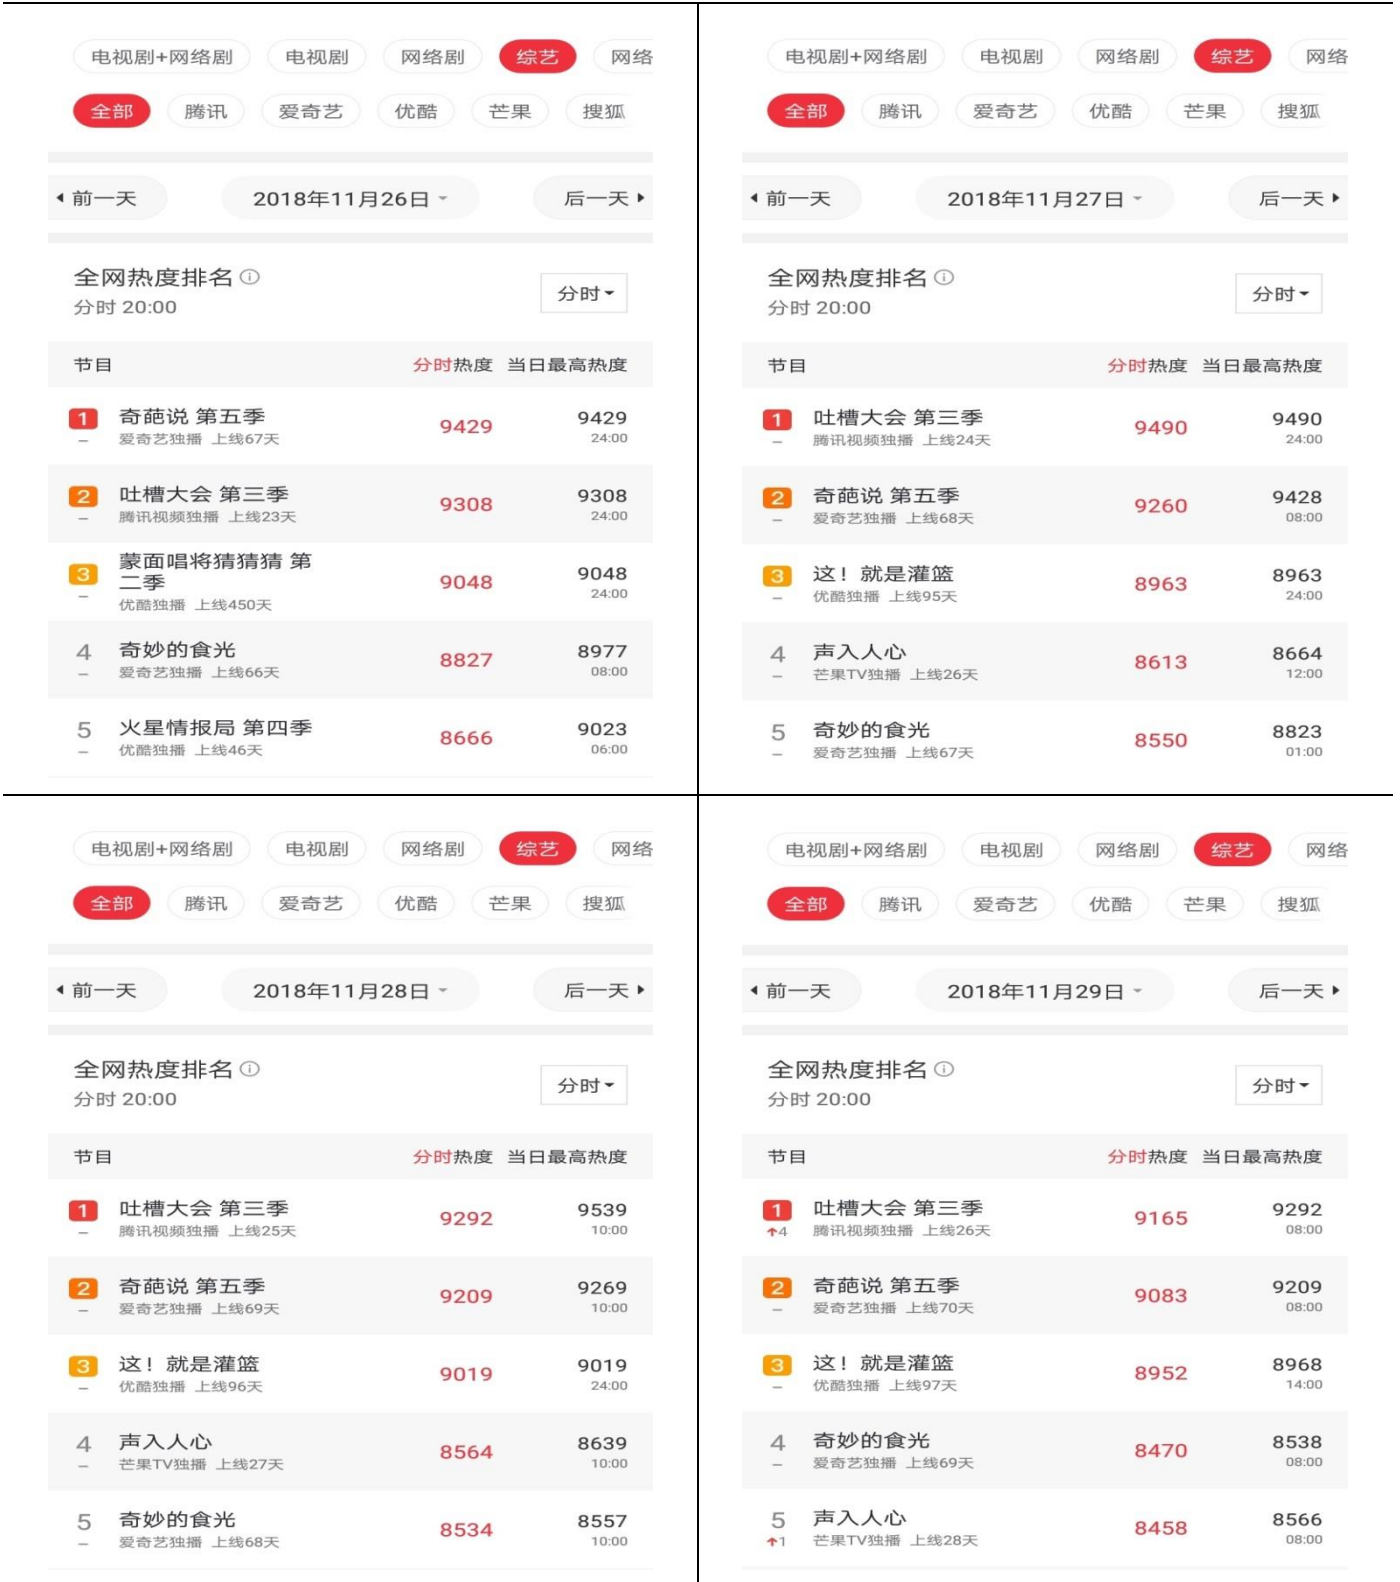 电视剧+网络剧 电视剧 网络剧 综艺 网络
全部 腾讯 爱奇艺 优酷 芒果 搜狐
前一天 2018年11月26日 后一天
全网热度排名
分时 20:00
分时
节目 分时热度 当日最高热度
1 奇葩说 第五季 9429 9429
– 爱奇艺独播 上线67天 24:00
2 吐槽大会 第三季 9308 9308
– 腾讯视频独播 上线23天 24:00
3 蒙面唱将猜猜猜 第
二季 9048 9048
– 优酷独播 上线450天 24:00
4 奇妙的食光 8827 8977
– 爱奇艺独播 上线66天 08:00
5 火星情报局 第四季 8666 9023
– 优酷独播 上线46天 06:00
电视剧+网络剧 电视剧 网络剧 综艺 网络
全部 腾讯 爱奇艺 优酷 芒果 搜狐
前一天 2018年11月27日 后一天
全网热度排名
分时 20:00
分时
节目 分时热度 当日最高热度
1 吐槽大会 第三季 9490 9490
– 腾讯视频独播 上线24天 24:00
2 奇葩说 第五季 9260 9428
– 爱奇艺独播 上线68天 08:00
3 这！就是灌篮 8963 8963
– 优酷独播 上线95天 24:00
4 声入人心 8613 8664
– 芒果TV独播 上线26天 12:00
5 奇妙的食光 8550 8823
– 爱奇艺独播 上线67天 01:00
电视剧+网络剧 电视剧 网络剧 综艺 网络
全部 腾讯 爱奇艺 优酷 芒果 搜狐
前一天 2018年11月28日 后一天
全网热度排名
分时 20:00
分时
节目 分时热度 当日最高热度
1 吐槽大会 第三季 9292 9539
– 腾讯视频独播 上线25天 10:00
2 奇葩说 第五季 9209 9269
– 爱奇艺独播 上线69天 10:00
3 这！就是灌篮 9019 9019
– 优酷独播 上线96天 24:00
4 声入人心 8564 8639
– 芒果TV独播 上线27天 10:00
5 奇妙的食光 8534 8557
– 爱奇艺独播 上线68天 10:00
电视剧+网络剧 电视剧 网络剧 综艺 网络
全部 腾讯 爱奇艺 优酷 芒果 搜狐
前一天 2018年11月29日 后一天
全网热度排名
分时 20:00
分时
节目 分时热度 当日最高热度
1 吐槽大会 第三季 9165 9292
↑4 腾讯视频独播 上线26天 08:00
2 奇葩说 第五季 9083 9209
– 爱奇艺独播 上线70天 08:00
3 这！就是灌篮 8952 8968
– 优酷独播 上线97天 14:00
4 奇妙的食光 8470 8538
– 爱奇艺独播 上线69天 08:00
5 声入人心 8458 8566
↑1 芒果TV独播 上线28天 08:00